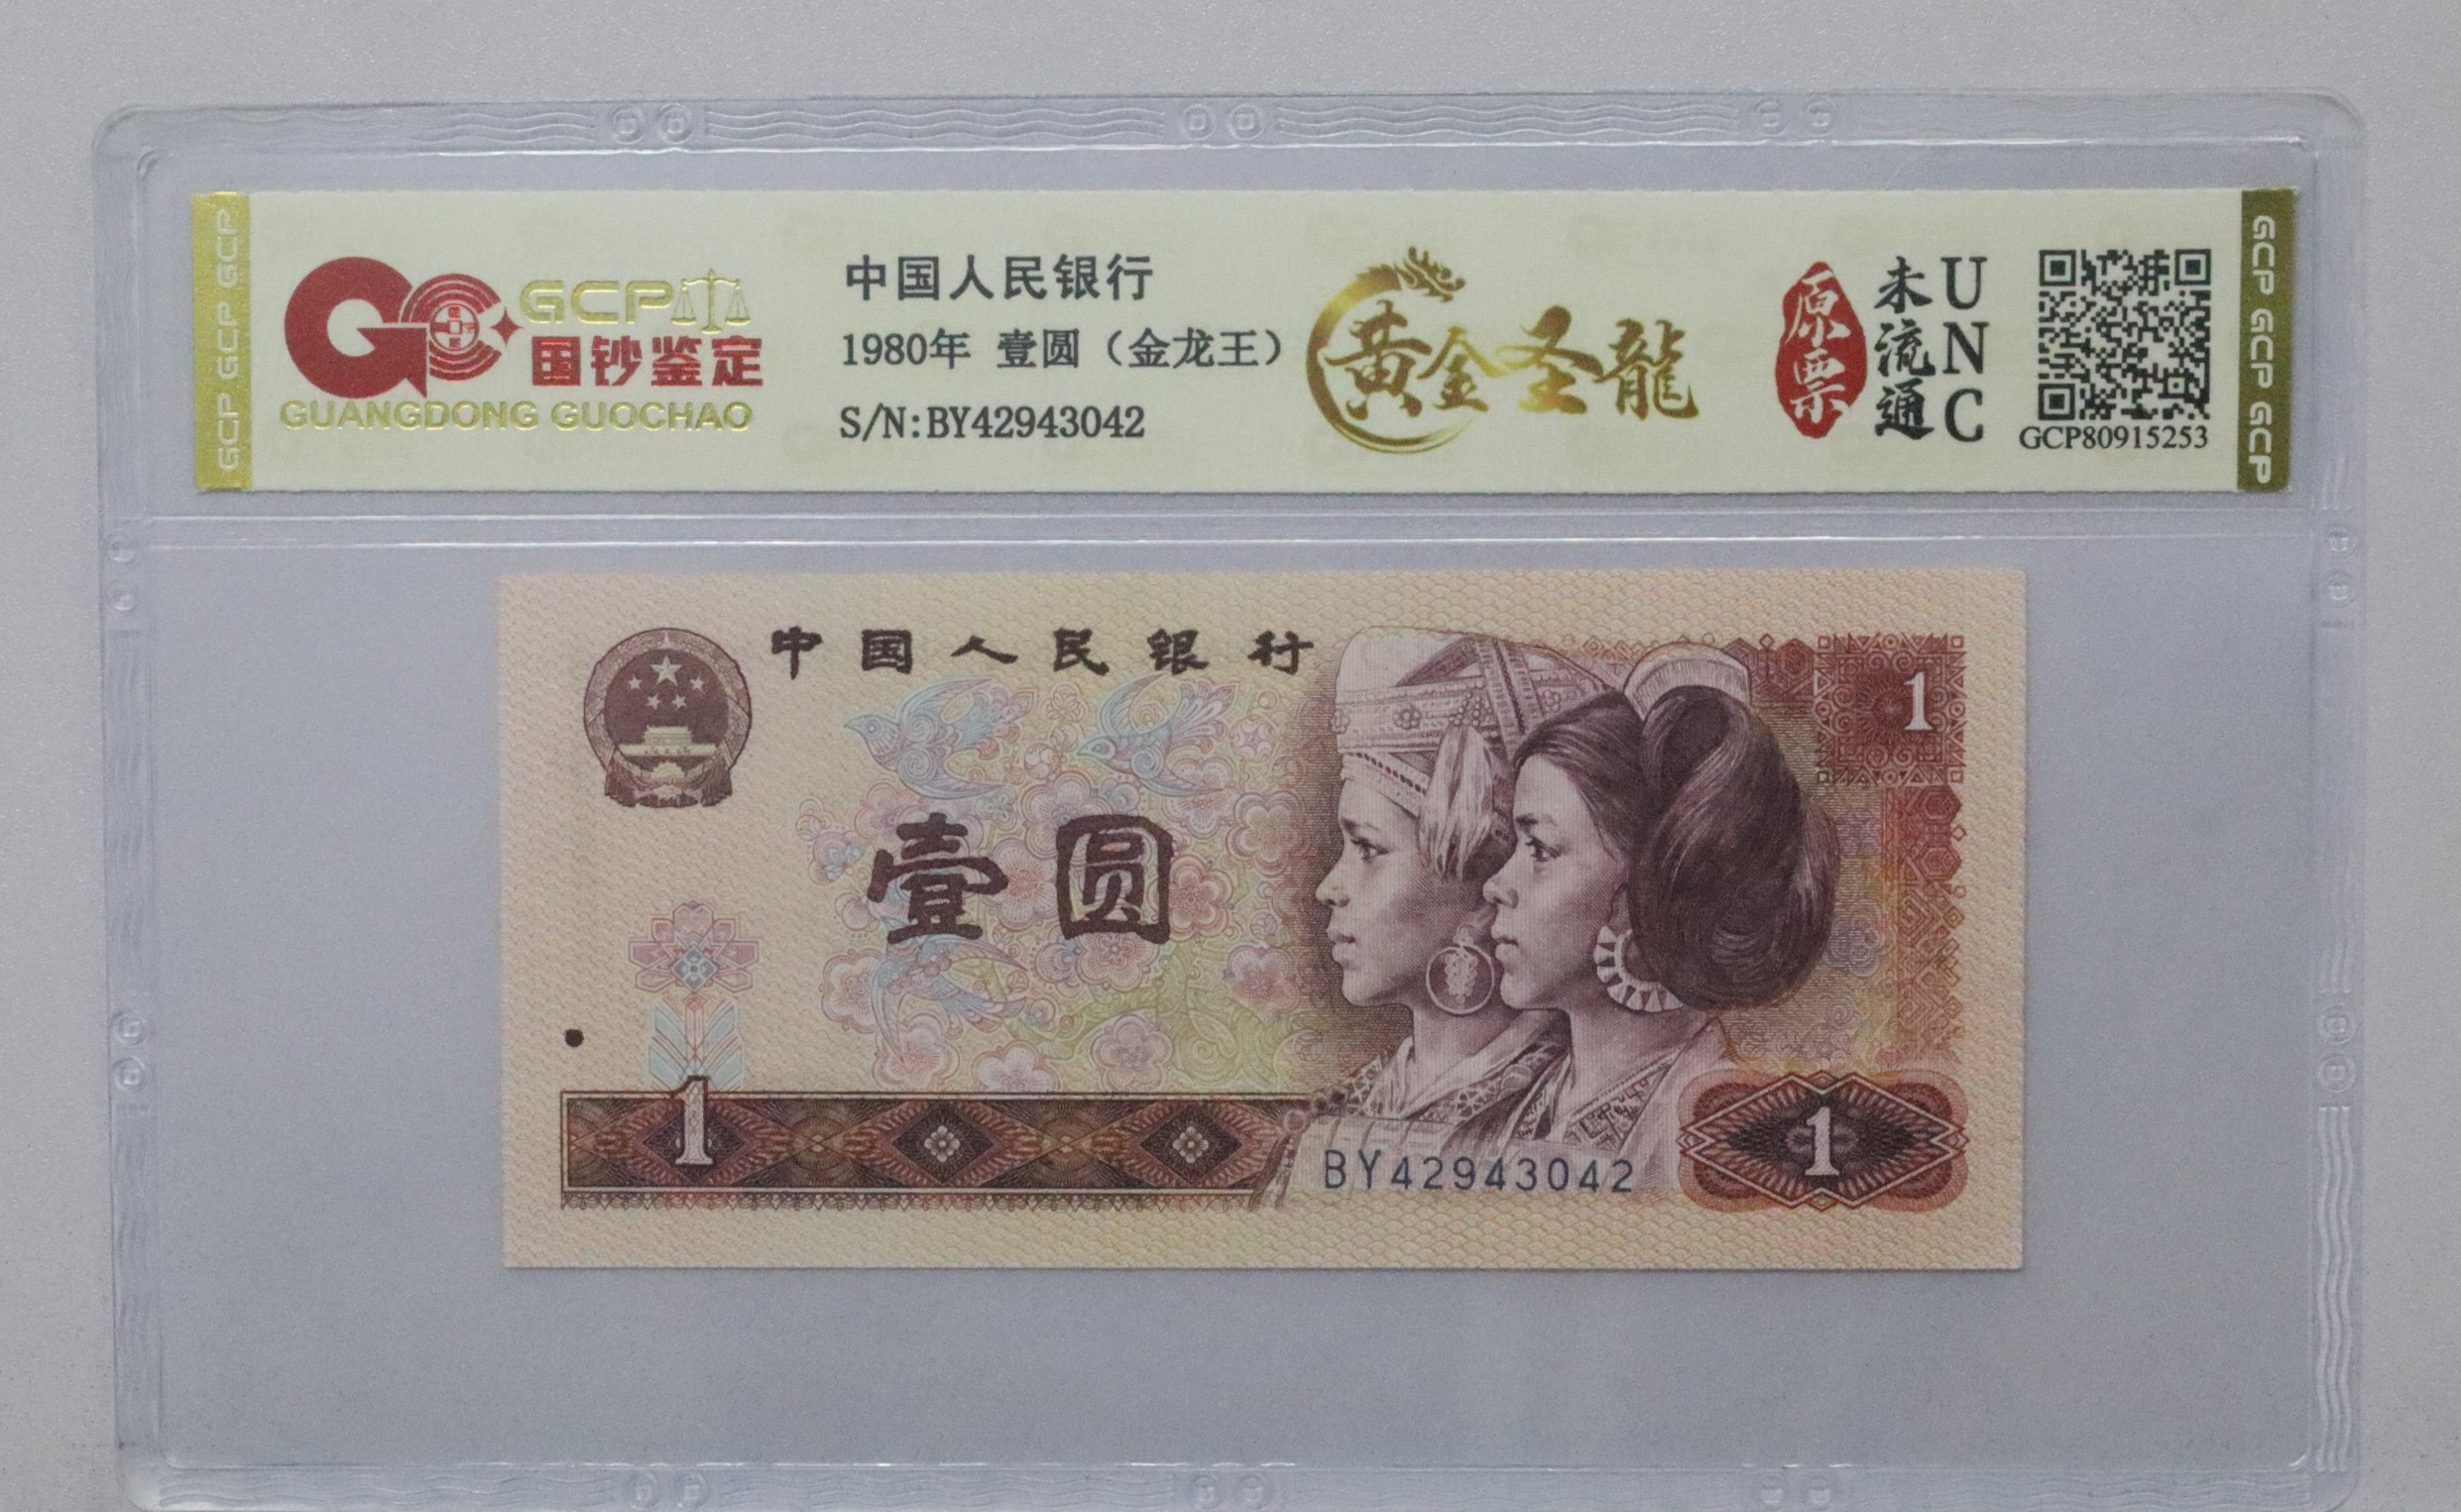 GCP GCP GCP
GCP
国钞鉴定
GUANGDONG GUOCHAO
中国人民银行
1980年 壹圆（金龙王）
S/N:BY42943042
黄金圣龍
原票
未流通
UNC
GCP80915253
GCP GCP GCP
中国人民银行
1
壹圆
1
BY42943042
1